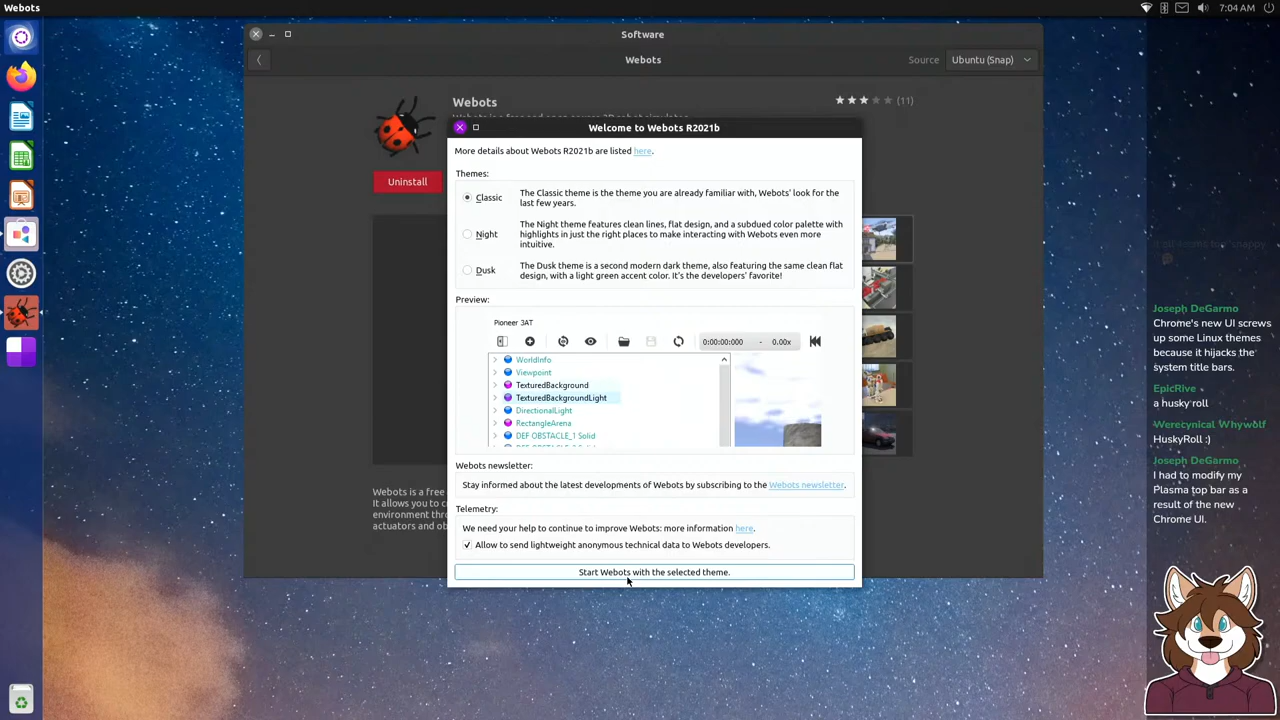 Webots
7:04 AM
Software
Webots
Source
Ubuntu (Snap)
Webots
(11)
Uninstall
Welcome to Webots R2021b
More details about Webots R2021b are listed here.
Themes:
Classic
The Classic theme is the theme you are already familiar with, Webots' look for the
last few years.
Night
The Night theme features clean lines, flat design, and a subdued color palette with
highlights in just the right places to make interacting with Webots even more
intuitive.
Dusk
The Dusk theme is a second modern dark theme, also featuring the same clean flat
design, with a light green accent color. It's the developers' favorite!
Preview:
Pioneer 3AT
0:00:00:000 - 0.00x
WorldInfo
Viewpoint
TexturedBackground
TexturedBackgroundLight
DirectionalLight
RectangleArena
DEF OBSTACLE_1 Solid
Webots newsletter:
Stay informed about the latest developments of Webots by subscribing to the Webots newsletter.
Telemetry:
We need your help to continue to improve Webots: more information here.
Allow to send lightweight anonymous technical data to Webots developers.
Start Webots with the selected theme.
Webots is a free
It allows you to c
environment thro
actuators and ob
Joseph DeGarmo
Chrome's new UI screws
up some Linux themes
because it hijacks the
system title bars.
EpicRive
a husky roll
Werecynical Whywolf
HuskyRoll :)
Joseph DeGarmo
I had to modify my
Plasma top bar as a
result of the new
Chrome UI.